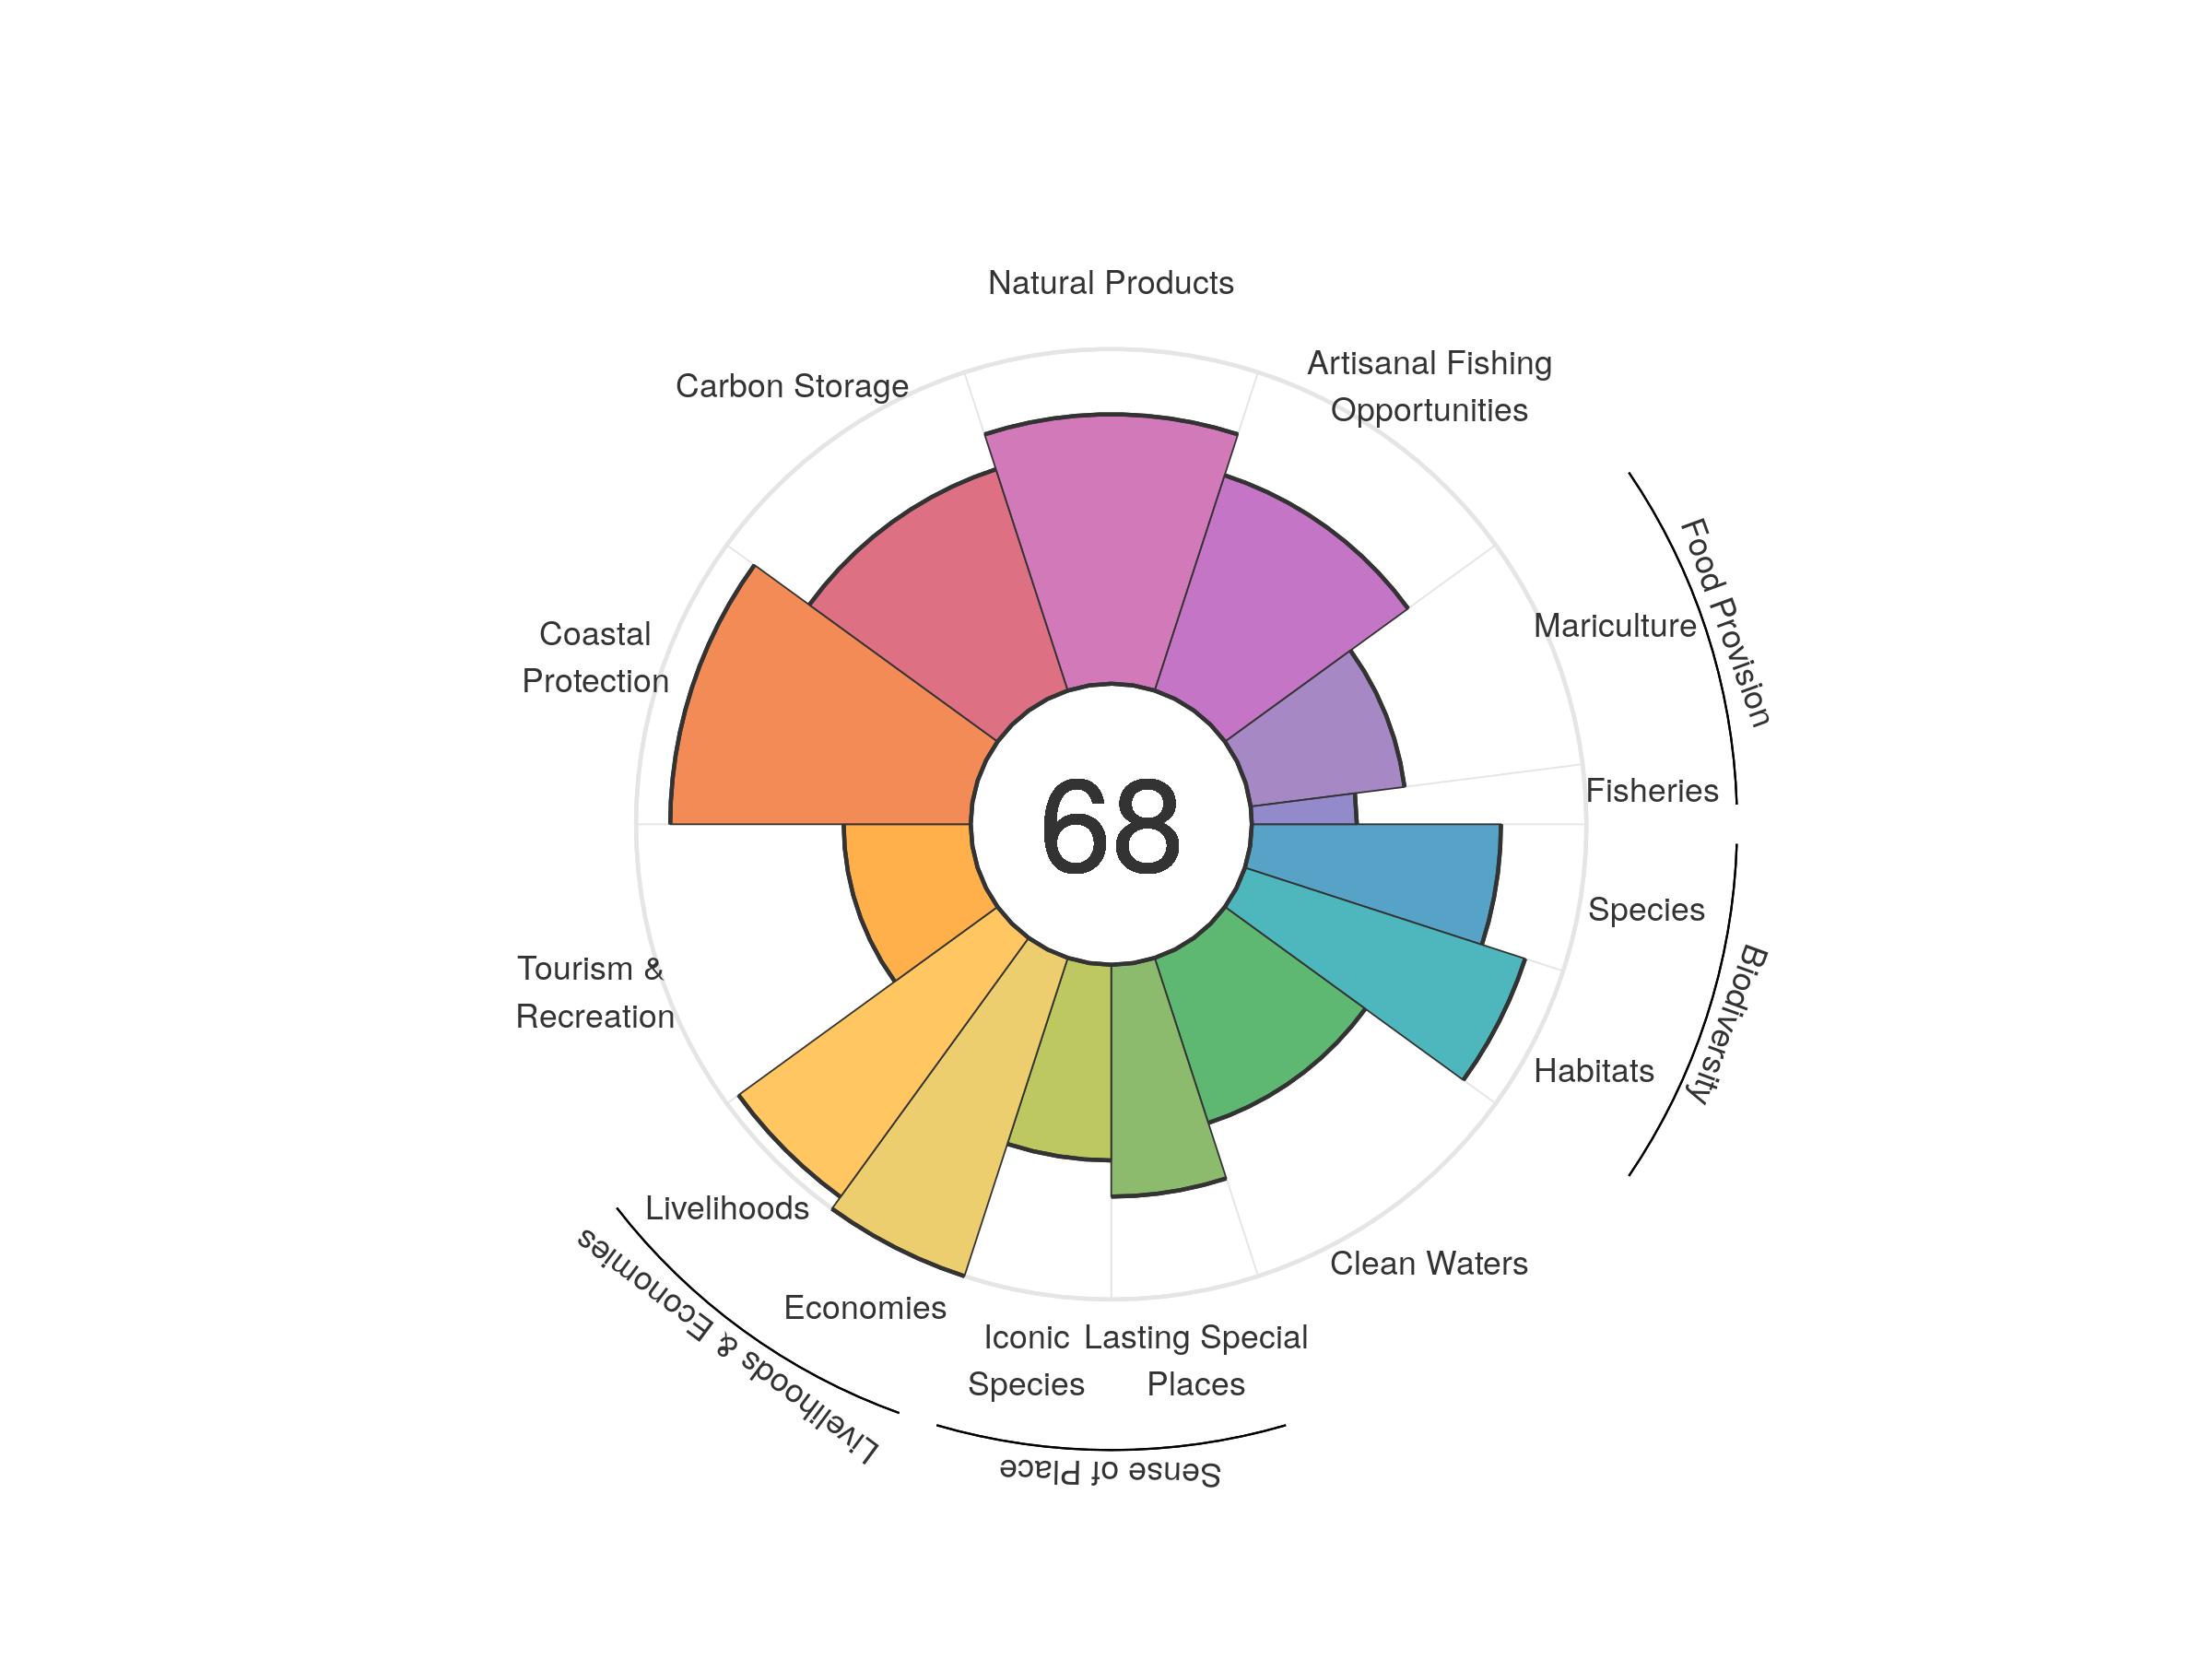 Natural Products
Artisanal Fishing
Opportunities
Carbon Storage
Food Provision
Mariculture
Coastal
Protection
Fisheries
68
Species
Biodiversity
Tourism &
Recreation
Habitats
Livelihoods
Clean Waters
Economies
Livelihoods & Economies
Iconic
Species
Lasting Special
Places
Sense of Place